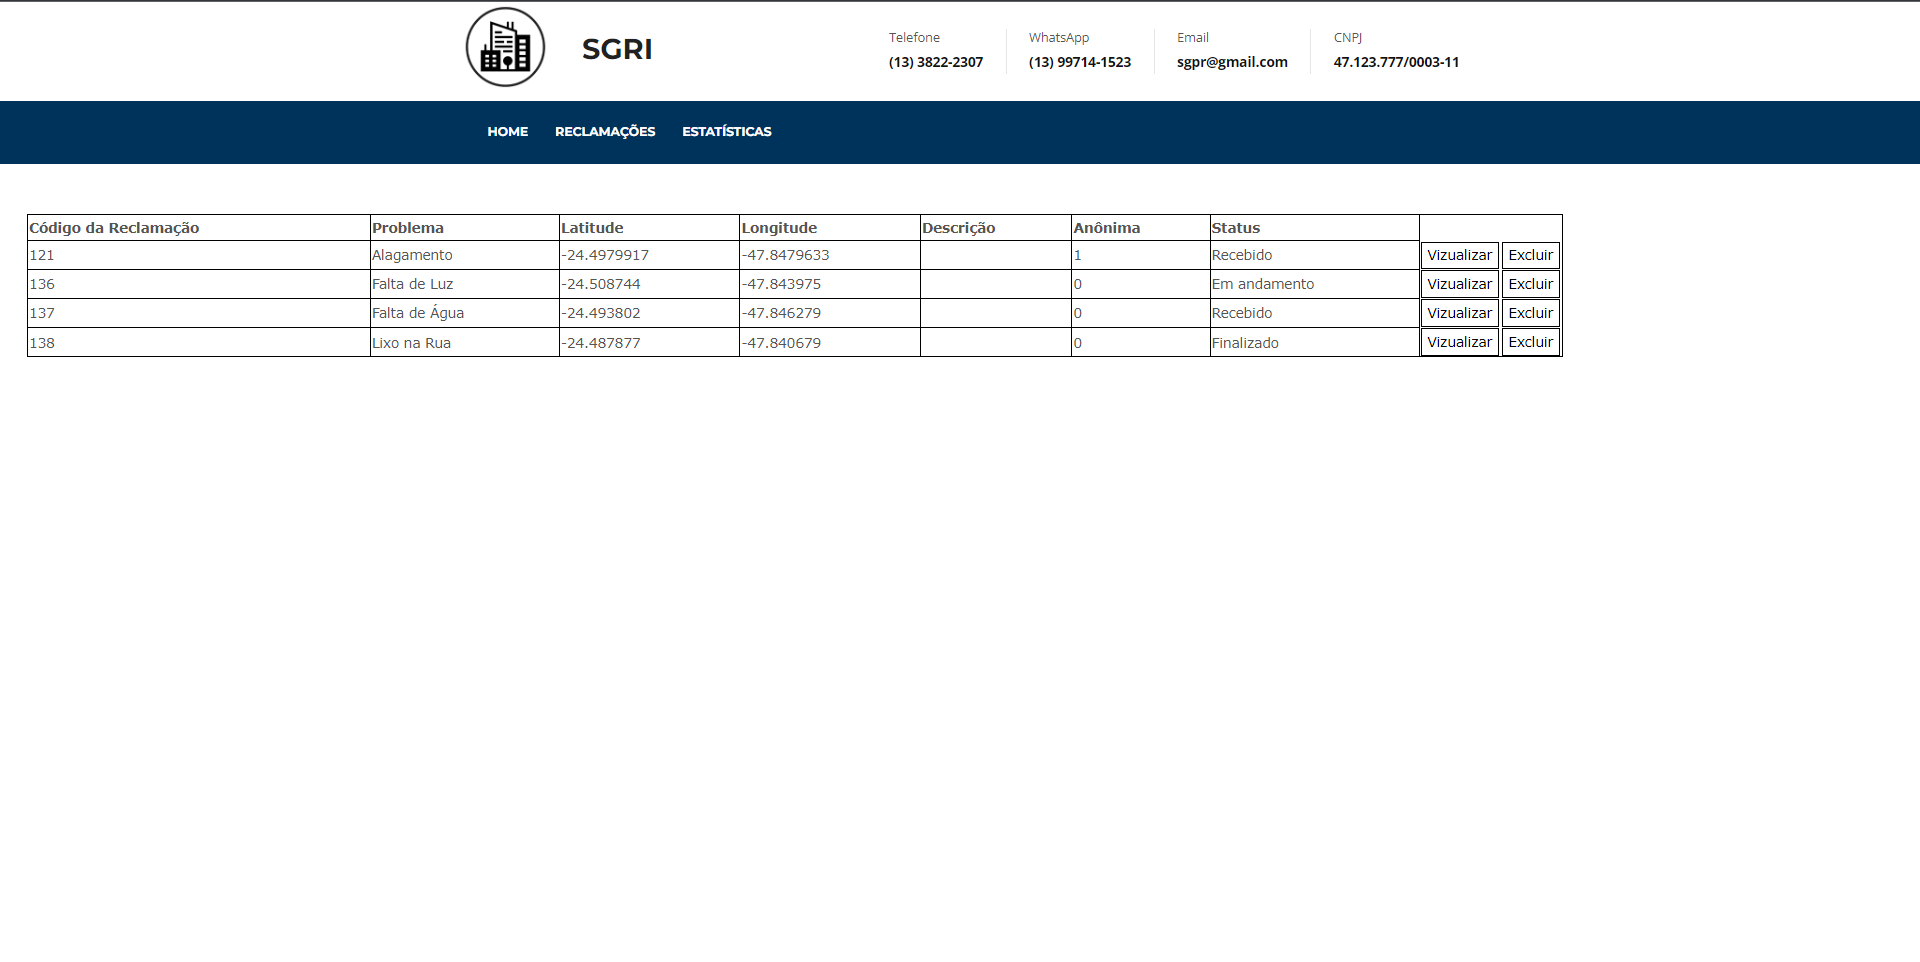 SGRI
Telefone
(13) 3822-2307
WhatsApp
(13) 99714-1523
Email
sgpr@gmail.com
CNPJ
47.123.777/0003-11
HOME RECLAMAÇÕES ESTATÍSTICAS
Código da Reclamação Problema Latitude Longitude Descrição Anônima Status
121 Alagamento -24.4979917 -47.8479633 1 Recebido Vizualizar Excluir
136 Falta de Luz -24.508744 -47.843975 0 Em andamento Vizualizar Excluir
137 Falta de Água -24.493802 -47.846279 0 Recebido Vizualizar Excluir
138 Lixo na Rua -24.487877 -47.840679 0 Finalizado Vizualizar Excluir